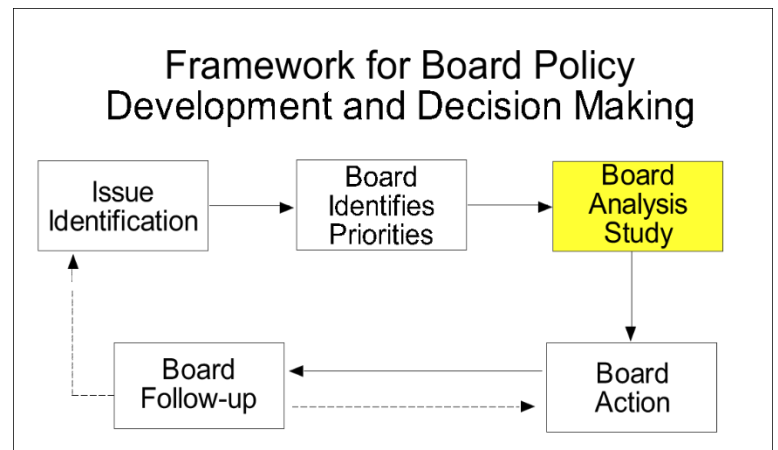 Framework for Board Policy
Development and Decision Making
Issue
Identification
Board
Identifies
Priorities
Board
Analysis
Study
Board
Follow-up
Board
Action